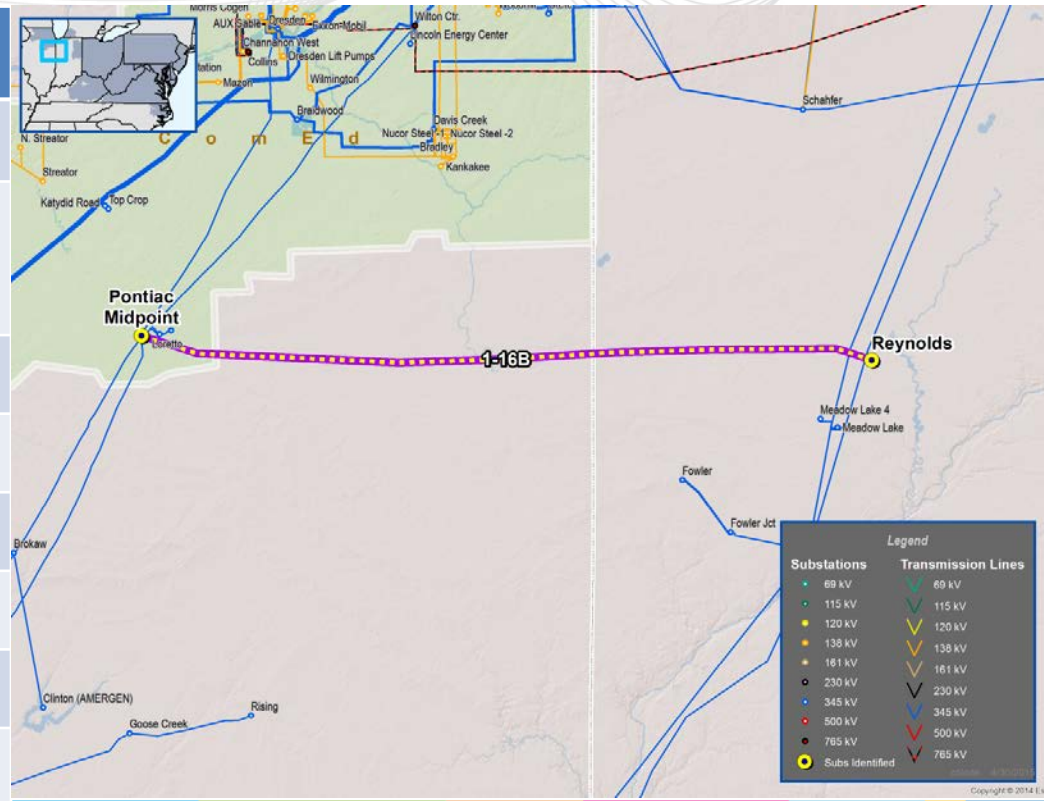 Morris Cogen
AUX Sable
Dresden
Exxon-Mobil
Wilton Ctr.
Lincoln Energy Center
Channahon West
Collins
Dresden Lift Pumps
Mazon
Wilmington
Braidwood
Davis Creek
Nucor Steel -1
Nucor Steel -2
Bradley
Kankakee
Schahfer
N. Streator
Streator
C o m E d
Katydid Road
Top Crop
Pontiac
Midpoint
Loretto
1-16B
Reynolds
Meadow Lake 4
Meadow Lake
Fowler
Fowler Jct
Brokaw
Clinton (AMERGEN)
Goose Creek
Rising
Legend
Substations
69 kV
115 kV
120 kV
138 kV
161 kV
230 kV
345 kV
500 kV
765 kV
Subs Identified
Transmission Lines
69 kV
115 kV
120 kV
138 kV
161 kV
230 kV
345 kV
500 kV
765 kV
Copyright © 2014